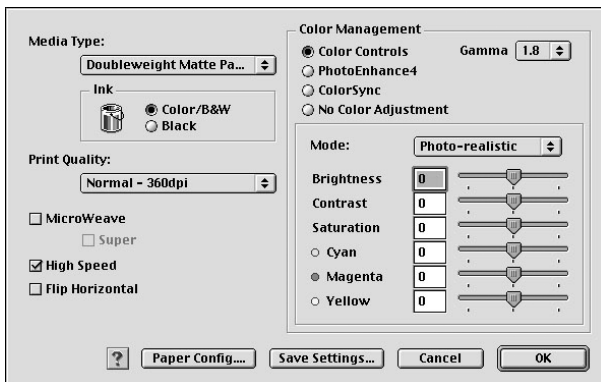 Media Type:
Doubleweight Matte Pa...
Ink
Color/B&W
Black
Print Quality:
Normal - 360dpi
MicroWeave
Super
High Speed
Flip Horizontal
Color Management
Color Controls
Gamma 1.8
PhotoEnhance4
ColorSync
No Color Adjustment
Mode: Photo-realistic
Brightness 0
Contrast 0
Saturation 0
Cyan 0
Magenta 0
Yellow 0
? Paper Config.... Save Settings... Cancel OK